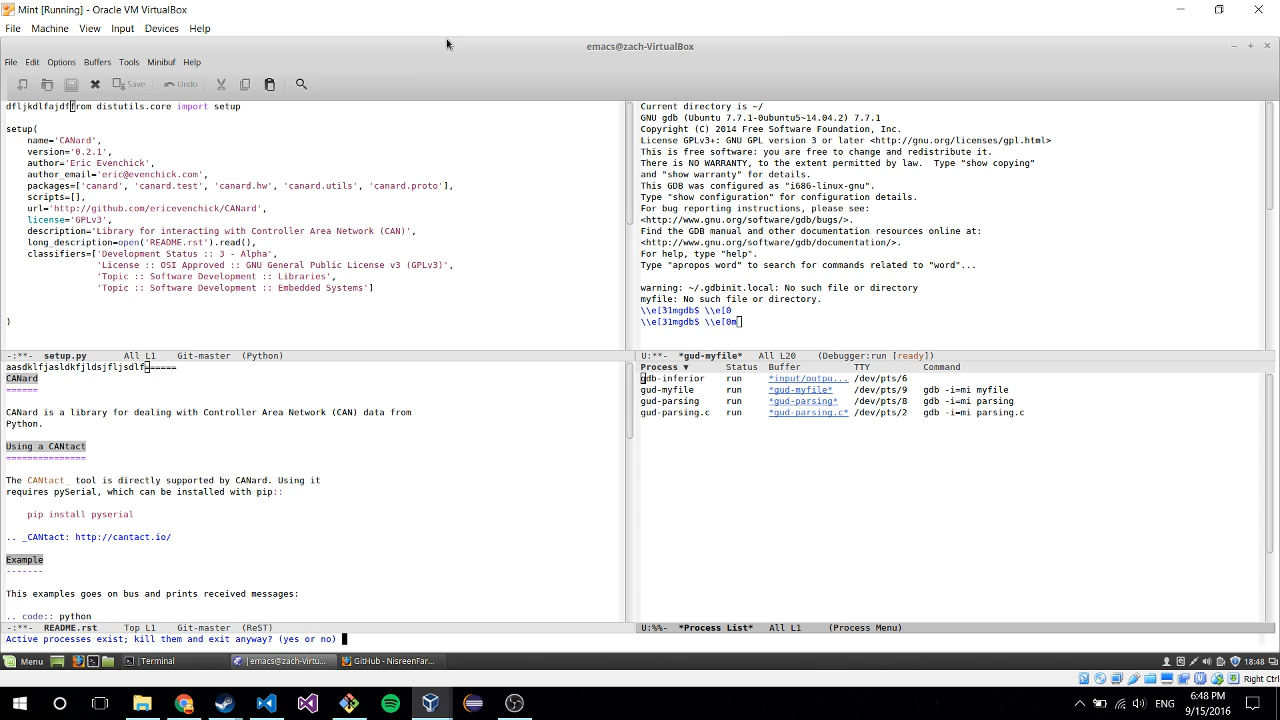 Mint [Running] - Oracle VM VirtualBox
File Machine View Input Devices Help
emacs@zach-VirtualBox
File Edit Options Buffers Tools Minibuf Help
Save Undo
dfljkdlfajdffrom distutils.core import setup
setup(
name='CANard',
version='0.2.1',
author='Eric Evenchick',
author_email='eric@evenchick.com',
packages=['canard', 'canard.test', 'canard.hw', 'canard.utils', 'canard.proto'],
scripts=[],
url='http://github.com/ericevenchick/CANard',
license='GPLv3',
description='Library for interacting with Controller Area Network (CAN)',
long_description=open('README.rst').read(),
classifiers=['Development Status :: 3 - Alpha',
'License :: OSI Approved :: GNU General Public License v3 (GPLv3)',
'Topic :: Software Development :: Libraries',
'Topic :: Software Development :: Embedded Systems']
)
-:**- setup.py All L1 Git-master (Python)
Current directory is ~/
GNU gdb (Ubuntu 7.7.1-0ubuntu5~14.04.2) 7.7.1
Copyright (C) 2014 Free Software Foundation, Inc.
License GPLv3+: GNU GPL version 3 or later <http://gnu.org/licenses/gpl.html>
This is free software: you are free to change and redistribute it.
There is NO WARRANTY, to the extent permitted by law. Type "show copying"
and "show warranty" for details.
This GDB was configured as "i686-linux-gnu".
Type "show configuration" for configuration details.
For bug reporting instructions, please see:
<http://www.gnu.org/software/gdb/bugs/>.
Find the GDB manual and other documentation resources online at:
<http://www.gnu.org/software/gdb/documentation/>.
For help, type "help".
Type "apropos word" to search for commands related to "word"...
warning: ~/.gdbinit.local: No such file or directory
myfile: No such file or directory.
\\e[31mgdb$ \\e[0
\\e[31mgdb$ \\e[0m
U:**- *gud-myfile* All L20 (Debugger:run [ready])
aasdklfjasldkfjldsjfljsdlf======
CANard
======
CANard is a library for dealing with Controller Area Network (CAN) data from
Python.
Using a CANtact
===============
The CANtact_ tool is directly supported by CANard. Using it
requires pySerial, which can be installed with pip::
pip install pyserial
.. _CANtact: http://cantact.io/
Example
-------
This examples goes on bus and prints received messages:
.. code:: python
-:**- README.rst Top L1 Git-master (ReST)
Process ▼ Status Buffer TTY Command
gdb-inferior run *input/outpu... /dev/pts/6
gud-myfile run *gud-myfile* /dev/pts/9 gdb -i=mi myfile
gud-parsing run *gud-parsing* /dev/pts/8 gdb -i=mi parsing
gud-parsing.c run *gud-parsing.c* /dev/pts/2 gdb -i=mi parsing.c
U:%%- *Process List* All L1 (Process Menu)
Active processes exist; kill them and exit anyway? (yes or no)
Menu Terminal [emacs@zach-Virtu... GitHub - NisreenFar... 18:48
Right Ctrl
6:48 PM
9/15/2016